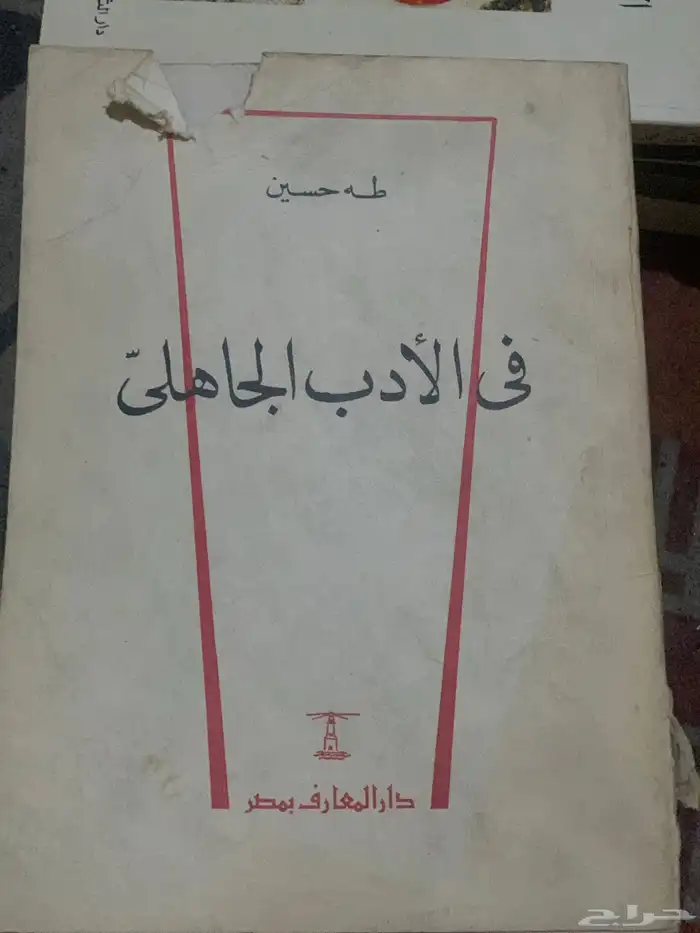 طه حسين
فى الأدب الجاهلىّ
دار المعارف بمصر
حراج